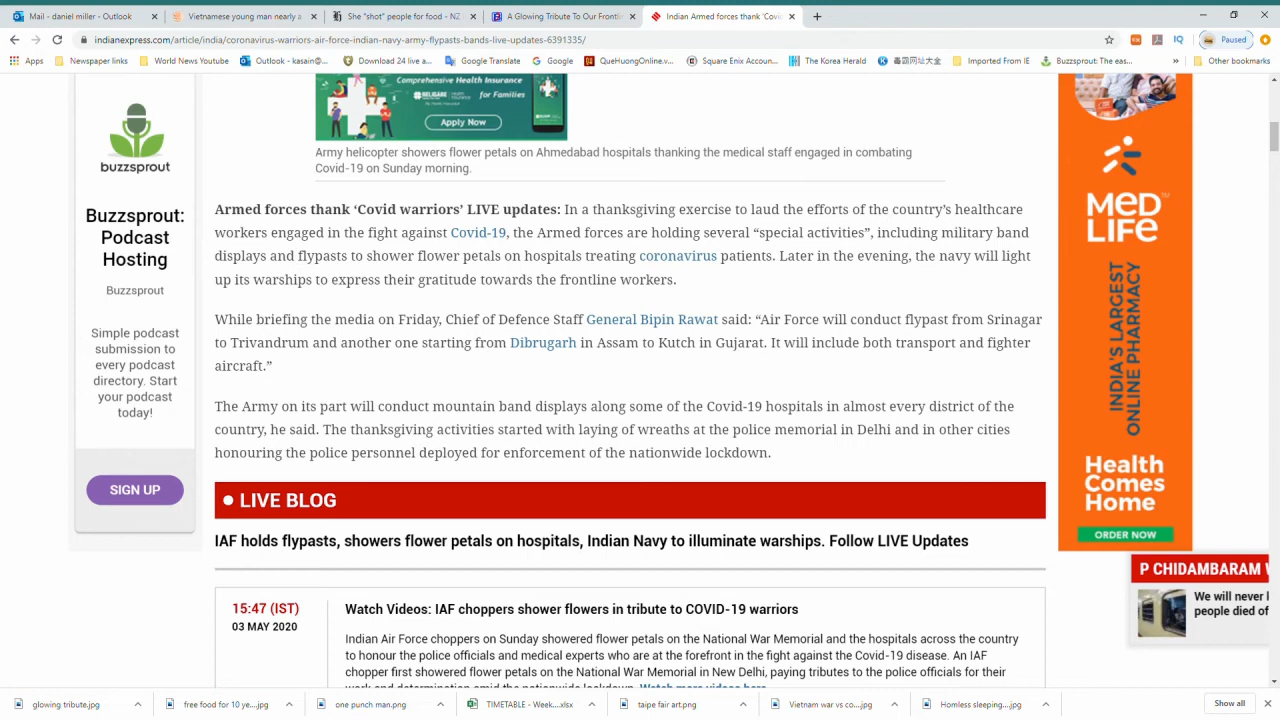 Mail - daniel miller - Outlook
Vietnamese young man nearly a
She "shot" people for food - NZ
A Glowing Tribute To Our Frontli
Indian Armed forces thank 'Covi
indianexpress.com/article/india/coronavirus-warriors-air-force-indian-navy-army-flypasts-bands-live-updates-6391335/
IQ
Paused
Apps
Newspaper links
World News Youtube
Outlook - kasain@...
Download 24 live a...
Google Translate
Google
QuêHuongOnline.v...
Square Enix Accoun...
The Korea Herald
毒霸网址大全
Imported From IE
Buzzsprout: The eas...
»
Other bookmarks
buzzsprout
Buzzsprout:
Podcast
Hosting
Buzzsprout
Simple podcast
submission to
every podcast
directory. Start
your podcast
today!
SIGN UP
Comprehensive Health Insurance
RELIGARE
for Families
Apply Now
Army helicopter showers flower petals on Ahmedabad hospitals thanking the medical staff engaged in combating
Covid-19 on Sunday morning.
Armed forces thank ‘Covid warriors’ LIVE updates: In a thanksgiving exercise to laud the efforts of the country’s healthcare
workers engaged in the fight against Covid-19, the Armed forces are holding several “special activities”, including military band
displays and flypasts to shower flower petals on hospitals treating coronavirus patients. Later in the evening, the navy will light
up its warships to express their gratitude towards the frontline workers.
While briefing the media on Friday, Chief of Defence Staff General Bipin Rawat said: “Air Force will conduct flypast from Srinagar
to Trivandrum and another one starting from Dibrugarh in Assam to Kutch in Gujarat. It will include both transport and fighter
aircraft.”
The Army on its part will conduct mountain band displays along some of the Covid-19 hospitals in almost every district of the
country, he said. The thanksgiving activities started with laying of wreaths at the police memorial in Delhi and in other cities
honouring the police personnel deployed for enforcement of the nationwide lockdown.
LIVE BLOG
IAF holds flypasts, showers flower petals on hospitals, Indian Navy to illuminate warships. Follow LIVE Updates
15:47 (IST)
03 MAY 2020
Watch Videos: IAF choppers shower flowers in tribute to COVID-19 warriors
Indian Air Force choppers on Sunday showered flower petals on the National War Memorial and the hospitals across the country
to honour the police officials and medical experts who are at the forefront in the fight against the Covid-19 disease. An IAF
chopper first showered flower petals on the National War Memorial in New Delhi, paying tributes to the police officials for their
work and determination amid the nationwide lockdown. Watch more videos here
MED
LIFE
INDIA'S LARGEST
ONLINE PHARMACY
Health
Comes
Home
ORDER NOW
P CHIDAMBARAM W
We will never
people died of
glowing tribute.jpg
free food for 10 ye....jpg
one punch man.png
TIMETABLE - Week....xlsx
taipe fair art.png
Vietnam war vs co....jpg
Homless sleeping....jpg
Show all